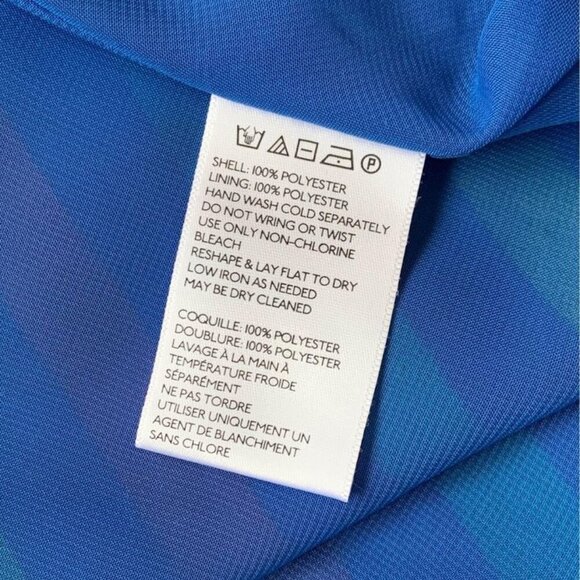 P
SHELL: 100% POLYESTER
LINING: 100% POLYESTER
HAND WASH COLD SEPARATELY
DO NOT WRING OR TWIST
USE ONLY NON-CHLORINE
BLEACH
RESHAPE & LAY FLAT TO DRY
LOW IRON AS NEEDED
MAY BE DRY CLEANED
COQUILLE: 100% POLYESTER
DOUBLURE: 100% POLYESTER
LAVAGE À LA MAIN À
TEMPÉRATURE FROIDE
SÉPARÉMENT
NE PAS TORDRE
UTILISER UNIQUEMENT UN
AGENT DE BLANCHIMENT
SANS CHLORE